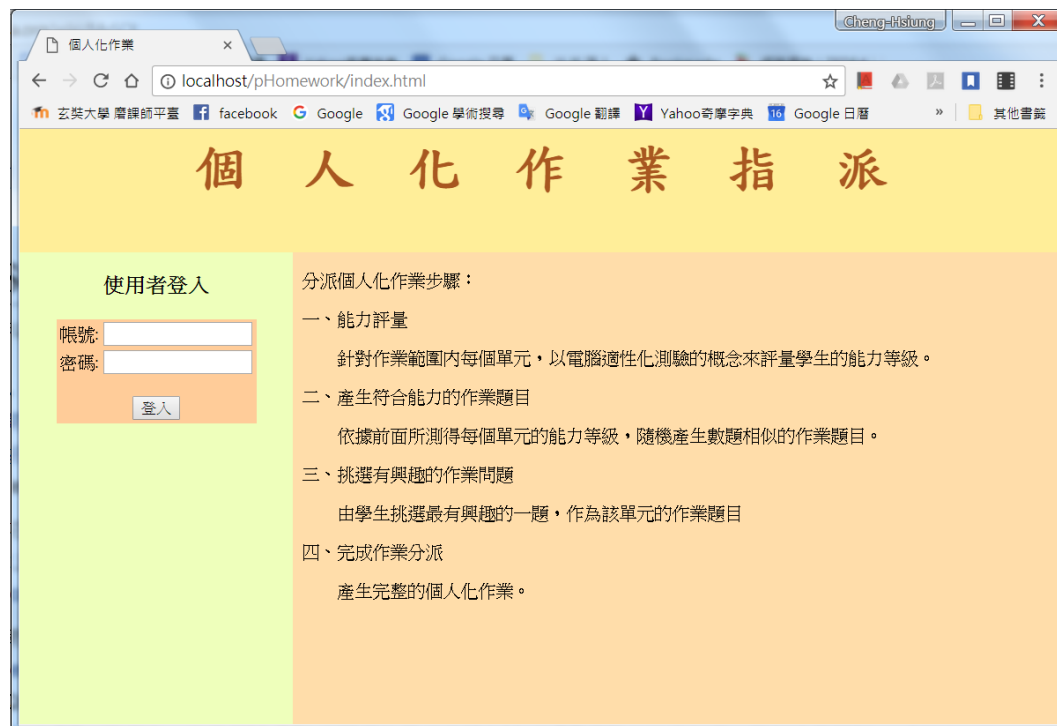 Cheng-Hsiung
個人化作業
localhost/pHomework/index.html
玄奘大學 磨課師平臺 facebook Google Google 學術搜尋 Google 翻譯 Yahoo奇摩字典 16 Google 日曆 » 其他書籤
個人化作業指派
使用者登入
帳號:
密碼:
登入
分派個人化作業步驟：
一、能力評量
針對作業範圍內每個單元，以電腦適性化測驗的概念來評量學生的能力等級。
二、產生符合能力的作業題目
依據前面所測得每個單元的能力等級，隨機產生數題相似的作業題目。
三、挑選有興趣的作業問題
由學生挑選最有興趣的一題，作為該單元的作業題目
四、完成作業分派
產生完整的個人化作業。